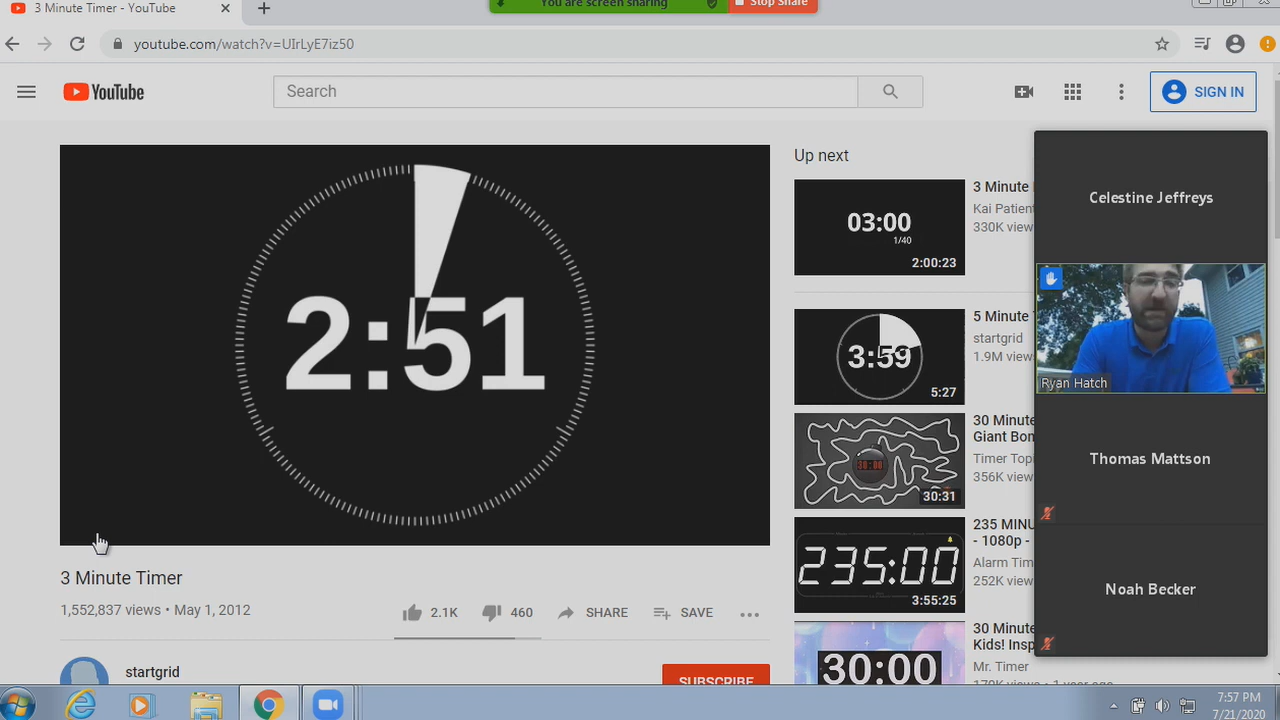 3 Minute Timer - YouTube
You are screen sharing
Stop Share
youtube.com/watch?v=UIrLyE7iz50
YouTube
Search
SIGN IN
2:51
3 Minute Timer
1,552,837 views • May 1, 2012
2.1K
460
SHARE
SAVE
startgrid
SUBSCRIBE
Up next
03:00
1/40
2:00:23
3 Minute
Kai Patient
330K view
3:59
5:27
5 Minute
startgrid
1.9M views
30:00
30:31
30 Minute
Giant Bon
Timer Top
356K view
235:00
3:55:25
235 MINU
- 1080p -
Alarm Tim
252K view
30:00
30 Minute
Kids! Insp
Mr. Timer
Celestine Jeffreys
Ryan Hatch
Thomas Mattson
Noah Becker
7:57 PM
7/21/2020